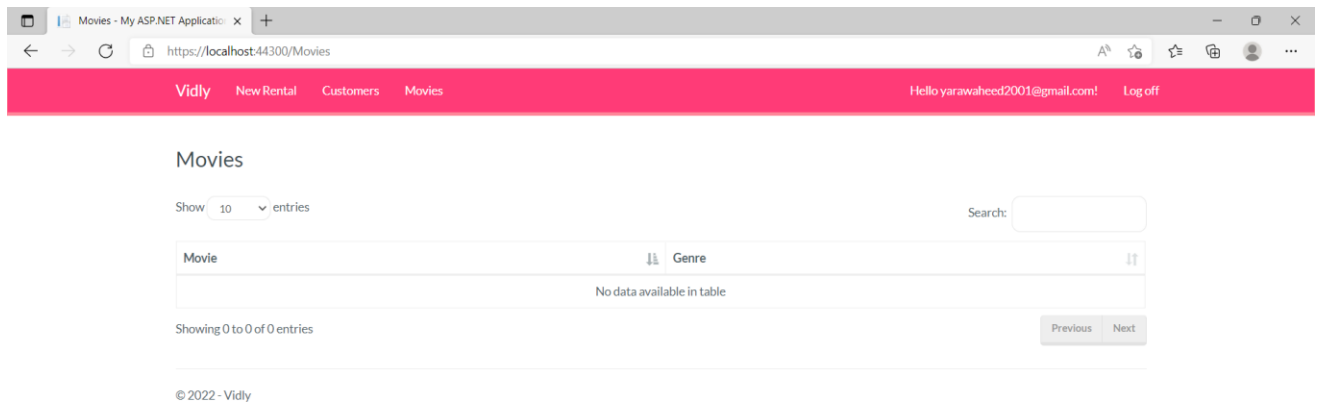 Movies - My ASP.NET Applicatio
https://localhost:44300/Movies
Vidly New Rental Customers Movies Hello yarawaheed2001@gmail.com! Log off
Movies
Show 10 entries Search:
Movie Genre
No data available in table
Showing 0 to 0 of 0 entries Previous Next
© 2022 - Vidly